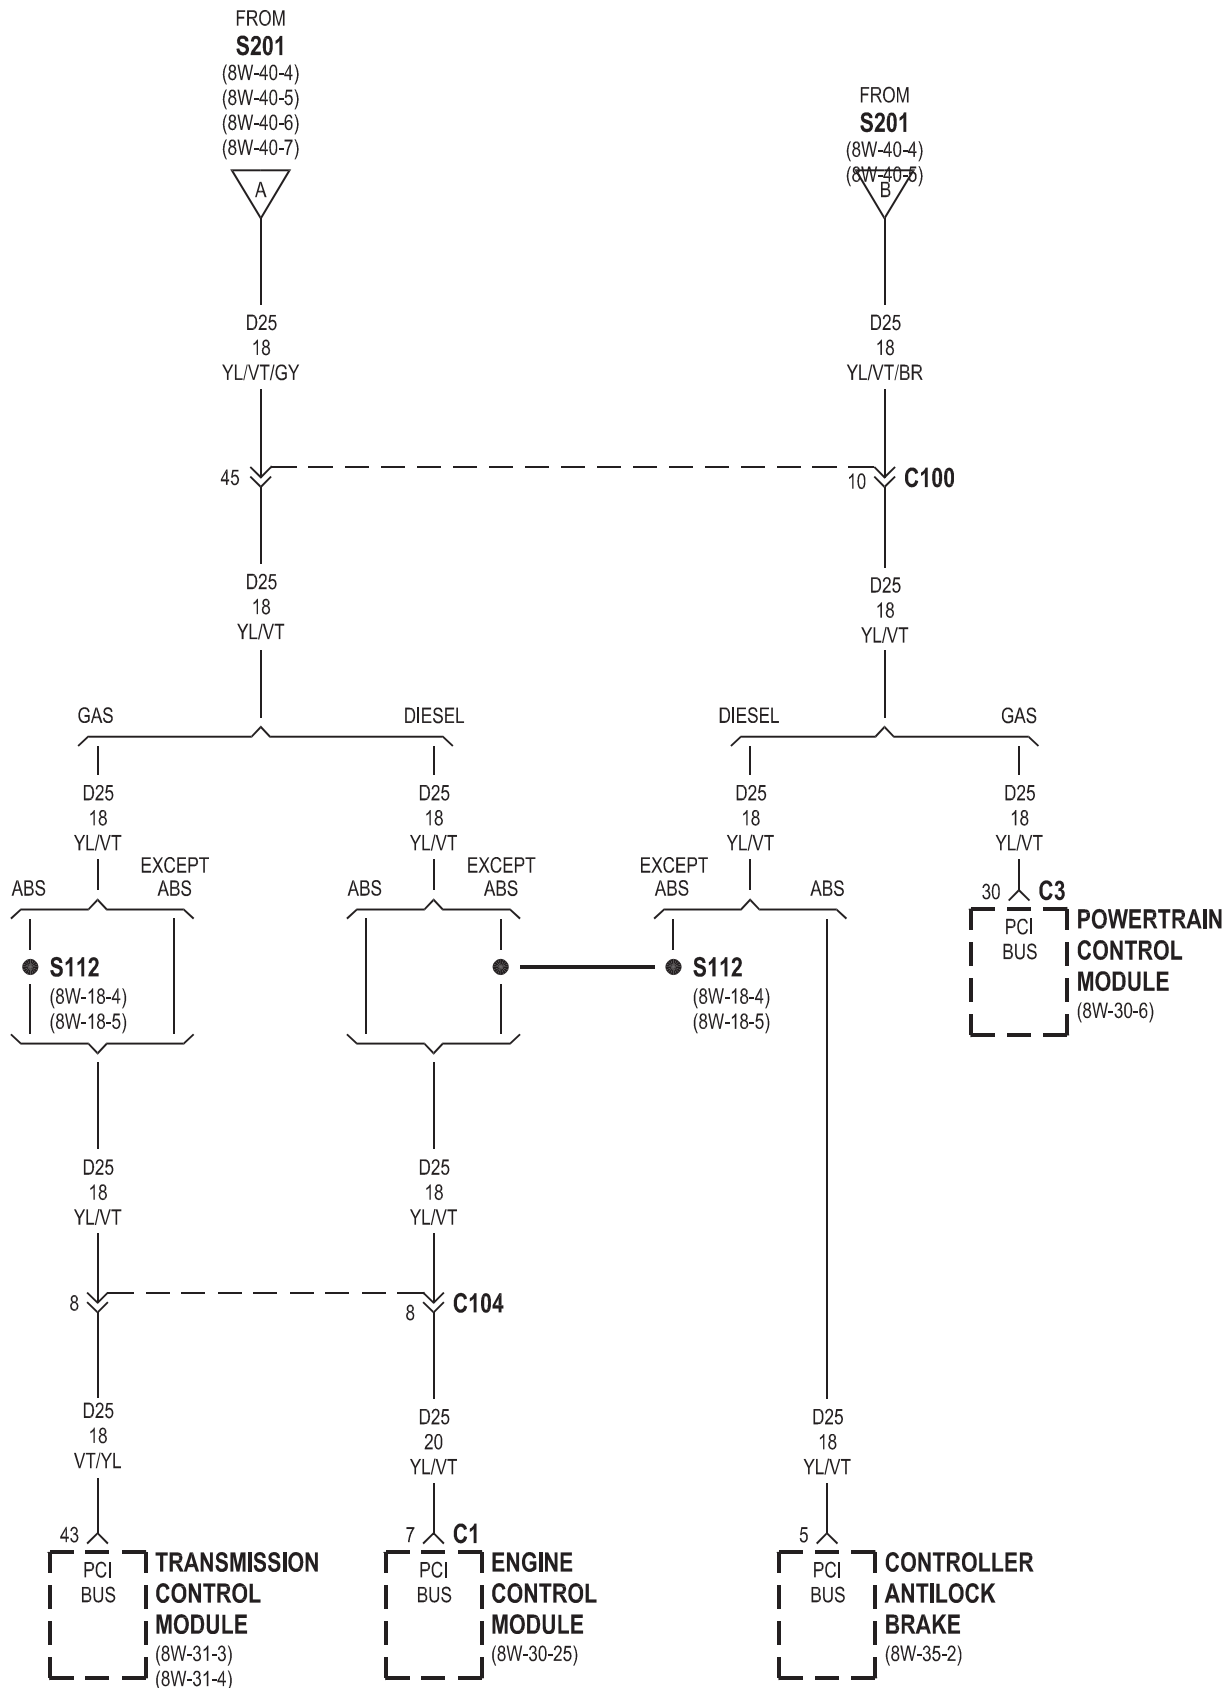 FROM
S201
(8W-40-4)
(8W-40-5)
(8W-40-6)
(8W-40-7)
A
FROM
S201
(8W-40-4)
(8W-40-5)
B
D25
18
YL/VT/GY
D25
18
YL/VT/BR
45
10
C100
D25
18
YL/VT
D25
18
YL/VT
GAS
DIESEL
DIESEL
GAS
D25
18
YL/VT
D25
18
YL/VT
D25
18
YL/VT
D25
18
YL/VT
ABS
EXCEPT
ABS
EXCEPT
ABS
EXCEPT
ABS
ABS
30
C3
PCI
BUS
POWERTRAIN
CONTROL
MODULE
(8W-30-6)
S112
(8W-18-4)
(8W-18-5)
S112
(8W-18-4)
(8W-18-5)
D25
18
YL/VT
D25
18
YL/VT
8
8
C104
D25
18
VT/YL
D25
20
YL/VT
D25
18
YL/VT
43
PCI
BUS
TRANSMISSION
CONTROL
MODULE
(8W-31-3)
(8W-31-4)
7
C1
PCI
BUS
ENGINE
CONTROL
MODULE
(8W-30-25)
5
PCI
BUS
CONTROLLER
ANTILOCK
BRAKE
(8W-35-2)